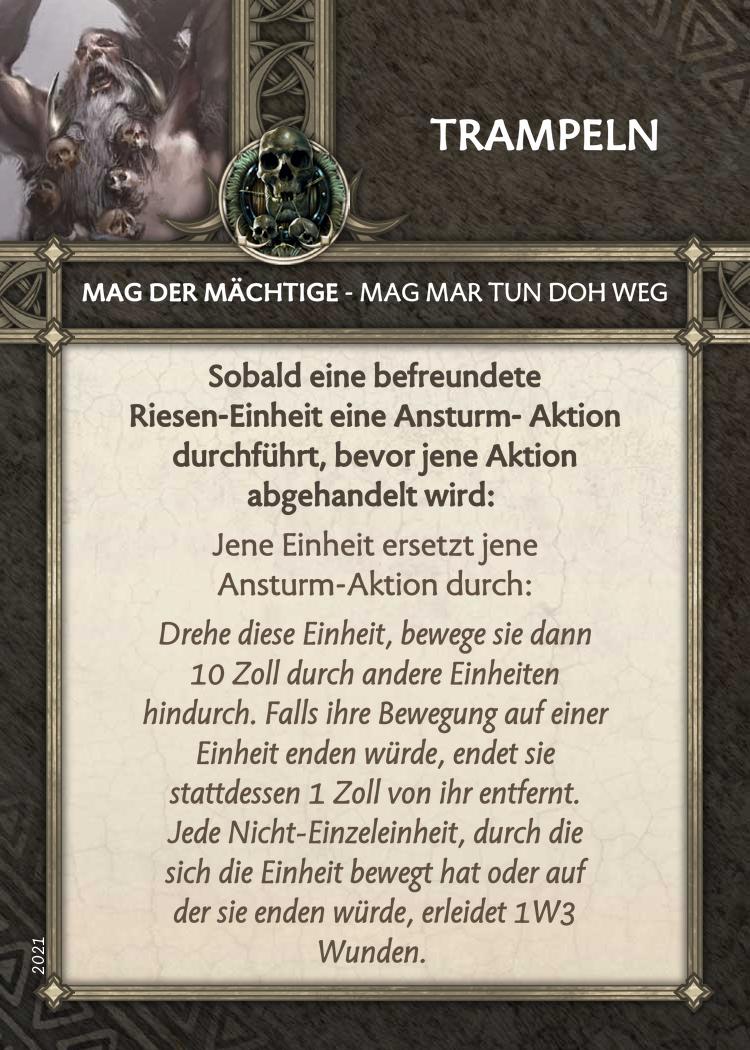 TRAMPELN
MAG DER MÄCHTIGE - MAG MAR TUN DOH WEG
Sobald eine befreundete
Riesen-Einheit eine Ansturm- Aktion
durchführt, bevor jene Aktion
abgehandelt wird:
Jene Einheit ersetzt jene
Ansturm-Aktion durch:
Drehe diese Einheit, bewege sie dann
10 Zoll durch andere Einheiten
hindurch. Falls ihre Bewegung auf einer
Einheit enden würde, endet sie
stattdessen 1 Zoll von ihr entfernt.
Jede Nicht-Einzeleinheit, durch die
sich die Einheit bewegt hat oder auf
der sie enden würde, erleidet 1W3
Wunden.
2021